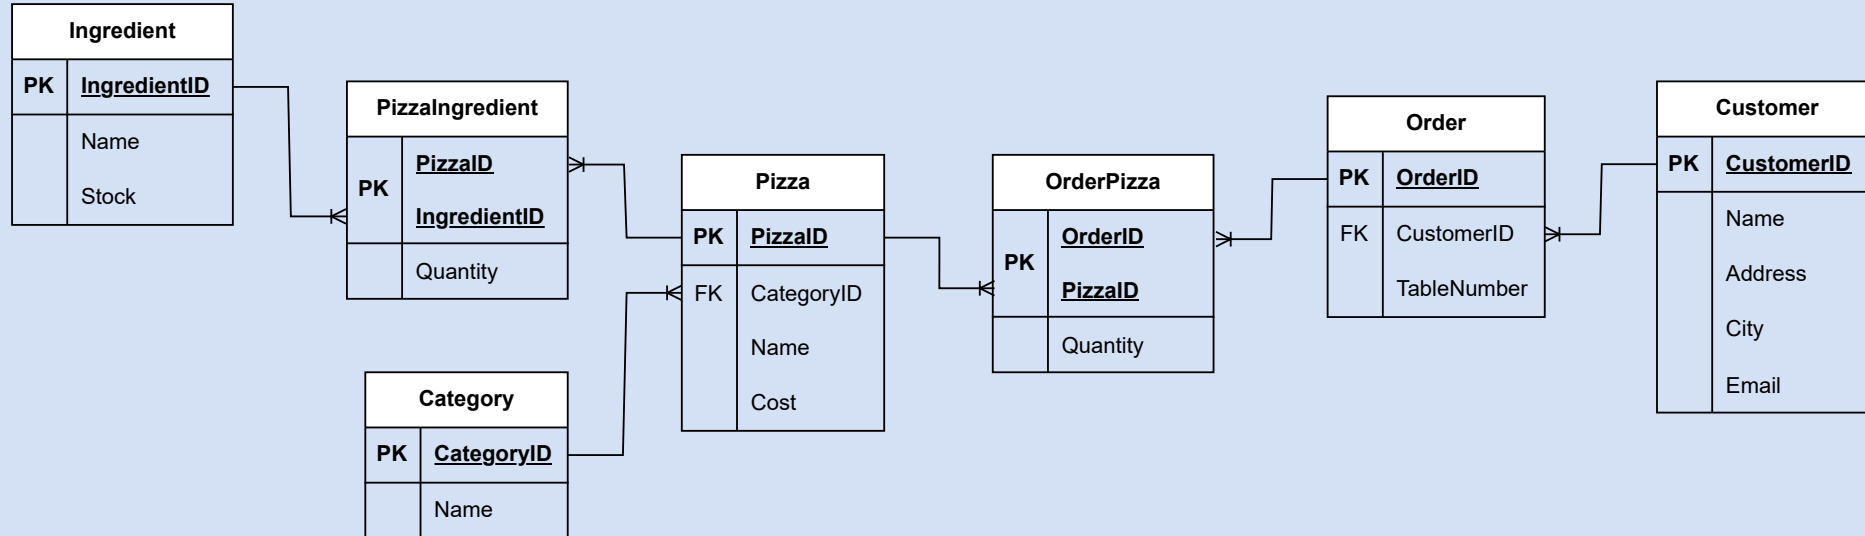 Ingredient
PK IngredientID
Name
Stock
PizzaIngredient
PK
PizzaID
IngredientID
Quantity
Category
PK CategoryID
Name
Pizza
PK PizzaID
FK CategoryID
Name
Cost
OrderPizza
PK
OrderID
PizzaID
Quantity
Order
PK OrderID
FK CustomerID
TableNumber
Customer
PK CustomerID
Name
Address
City
Email